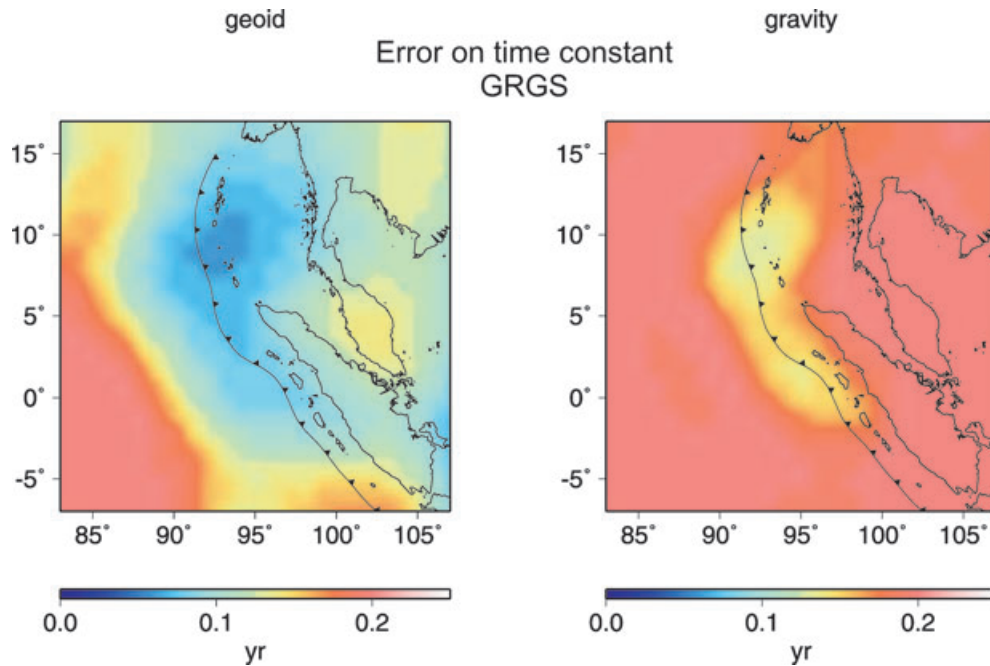 geoid gravity
Error on time constant
GRGS
15˚ 15˚
10˚ 10˚
5˚ 5˚
0˚ 0˚
-5˚ -5˚
85˚ 90˚ 95˚ 100˚ 105˚ 85˚ 90˚ 95˚ 100˚ 105˚
0.0 0.1 0.2 0.0 0.1 0.2
yr yr